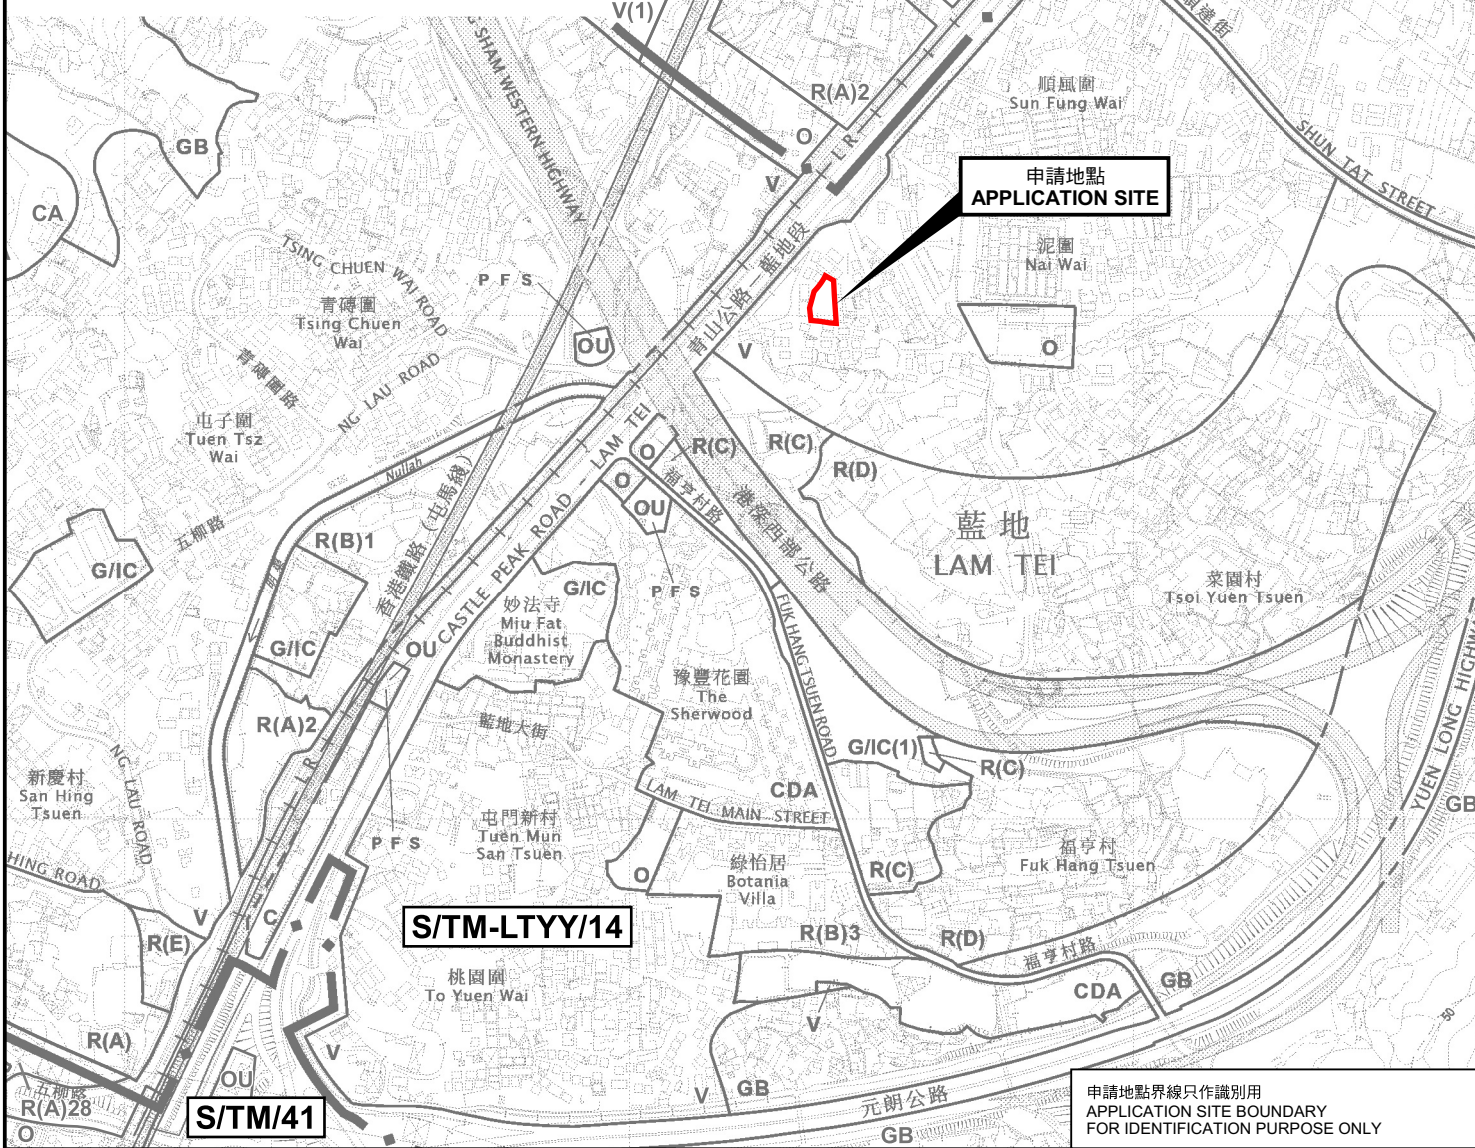 V(1)
順達街
R(A)2
順風圍
Sun Fung Wai
SHAM WESTERN HIGHWAY
GB
O
LR
SHUN TAT STREET
申請地點
APPLICATION SITE
V
CA
泥圍
Nai Wai
TSING CHUEN WAI ROAD
P F S
青磚圍
Tsing Chuen
Wai
青山公路－藍地段
OU
V
O
青磚圍路
NG LAU ROAD
屯子圍
Tuen Tsz
Wai
LAM TEI
R(C)
R(C)
R(D)
O
O
Nullah
香港鐵路（屯馬綫）
福亨村路
OU
港深西部公路
藍地
LAM TEI
五柳路
R(B)1
CASTLE PEAK ROAD
G/IC
G/IC
P F S
妙法寺
Miu Fat
Buddhist
Monastery
菜園村
Tsoi Yuen Tsuen
FUK HANG TSUEN ROAD
G/IC
OU
豫豐花園
The
Sherwood
R(A)2
藍地大街
G/IC(1)
R(C)
LR
NG LAU ROAD
新慶村
San Hing
Tsuen
CDA
LAM TEI MAIN STREET
YUEN LONG HIGHW
GB
屯門新村
Tuen Mun
San Tsuen
P F S
福亨村
Fuk Hang Tsuen
綠怡居
Botania
Villa
O
R(C)
HING ROAD
V
C
S/TM-LTYY/14
R(E)
R(B)3
R(D)
福亨村路
桃園圍
To Yuen Wai
GB
CDA
50
V
R(A)
V
OU
五柳路
R(A)28
O
S/TM/41
V
GB
元朗公路
GB
申請地點界線只作識別用
APPLICATION SITE BOUNDARY
FOR IDENTIFICATION PURPOSE ONLY